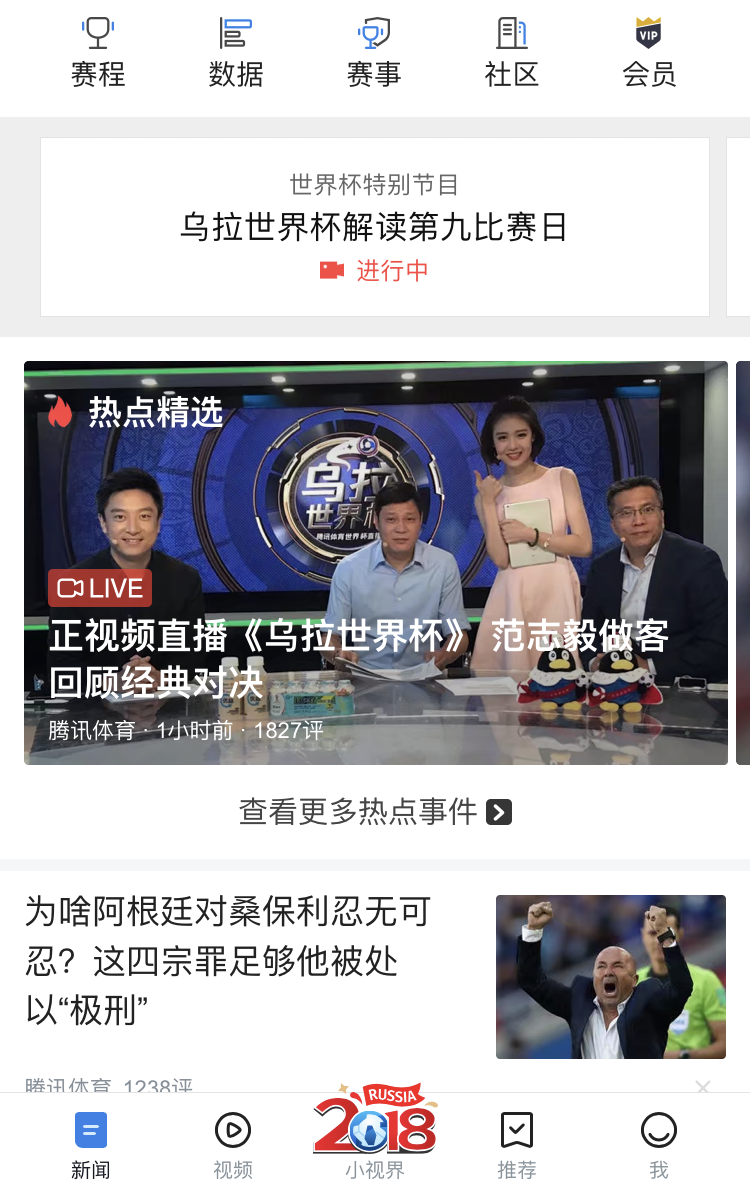 赛程
数据
赛事
社区
VIP
会员
世界杯特别节目
乌拉世界杯解读第九比赛日
进行中
热点精选
乌拉
世界杯
腾讯体育世界杯直播
LIVE
正视频直播《乌拉世界杯》 范志毅做客
回顾经典对决
腾讯体育 · 1小时前 · 1827评
查看更多热点事件
为啥阿根廷对桑保利忍无可
忍？这四宗罪足够他被处
以“极刑”
腾讯体育 1238评
RUSSIA
2018
新闻
视频
小视界
推荐
我